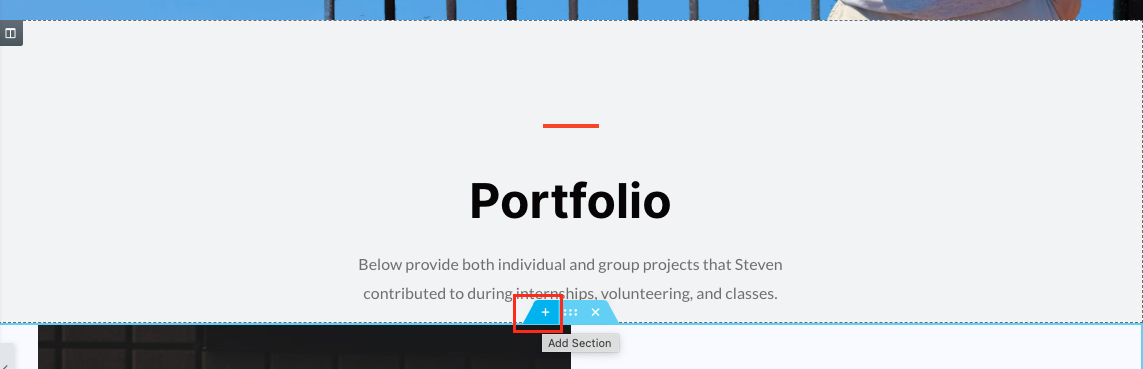 Portfolio
Below provide both individual and group projects that Steven
contributed to during internships, volunteering, and classes.
Add Section